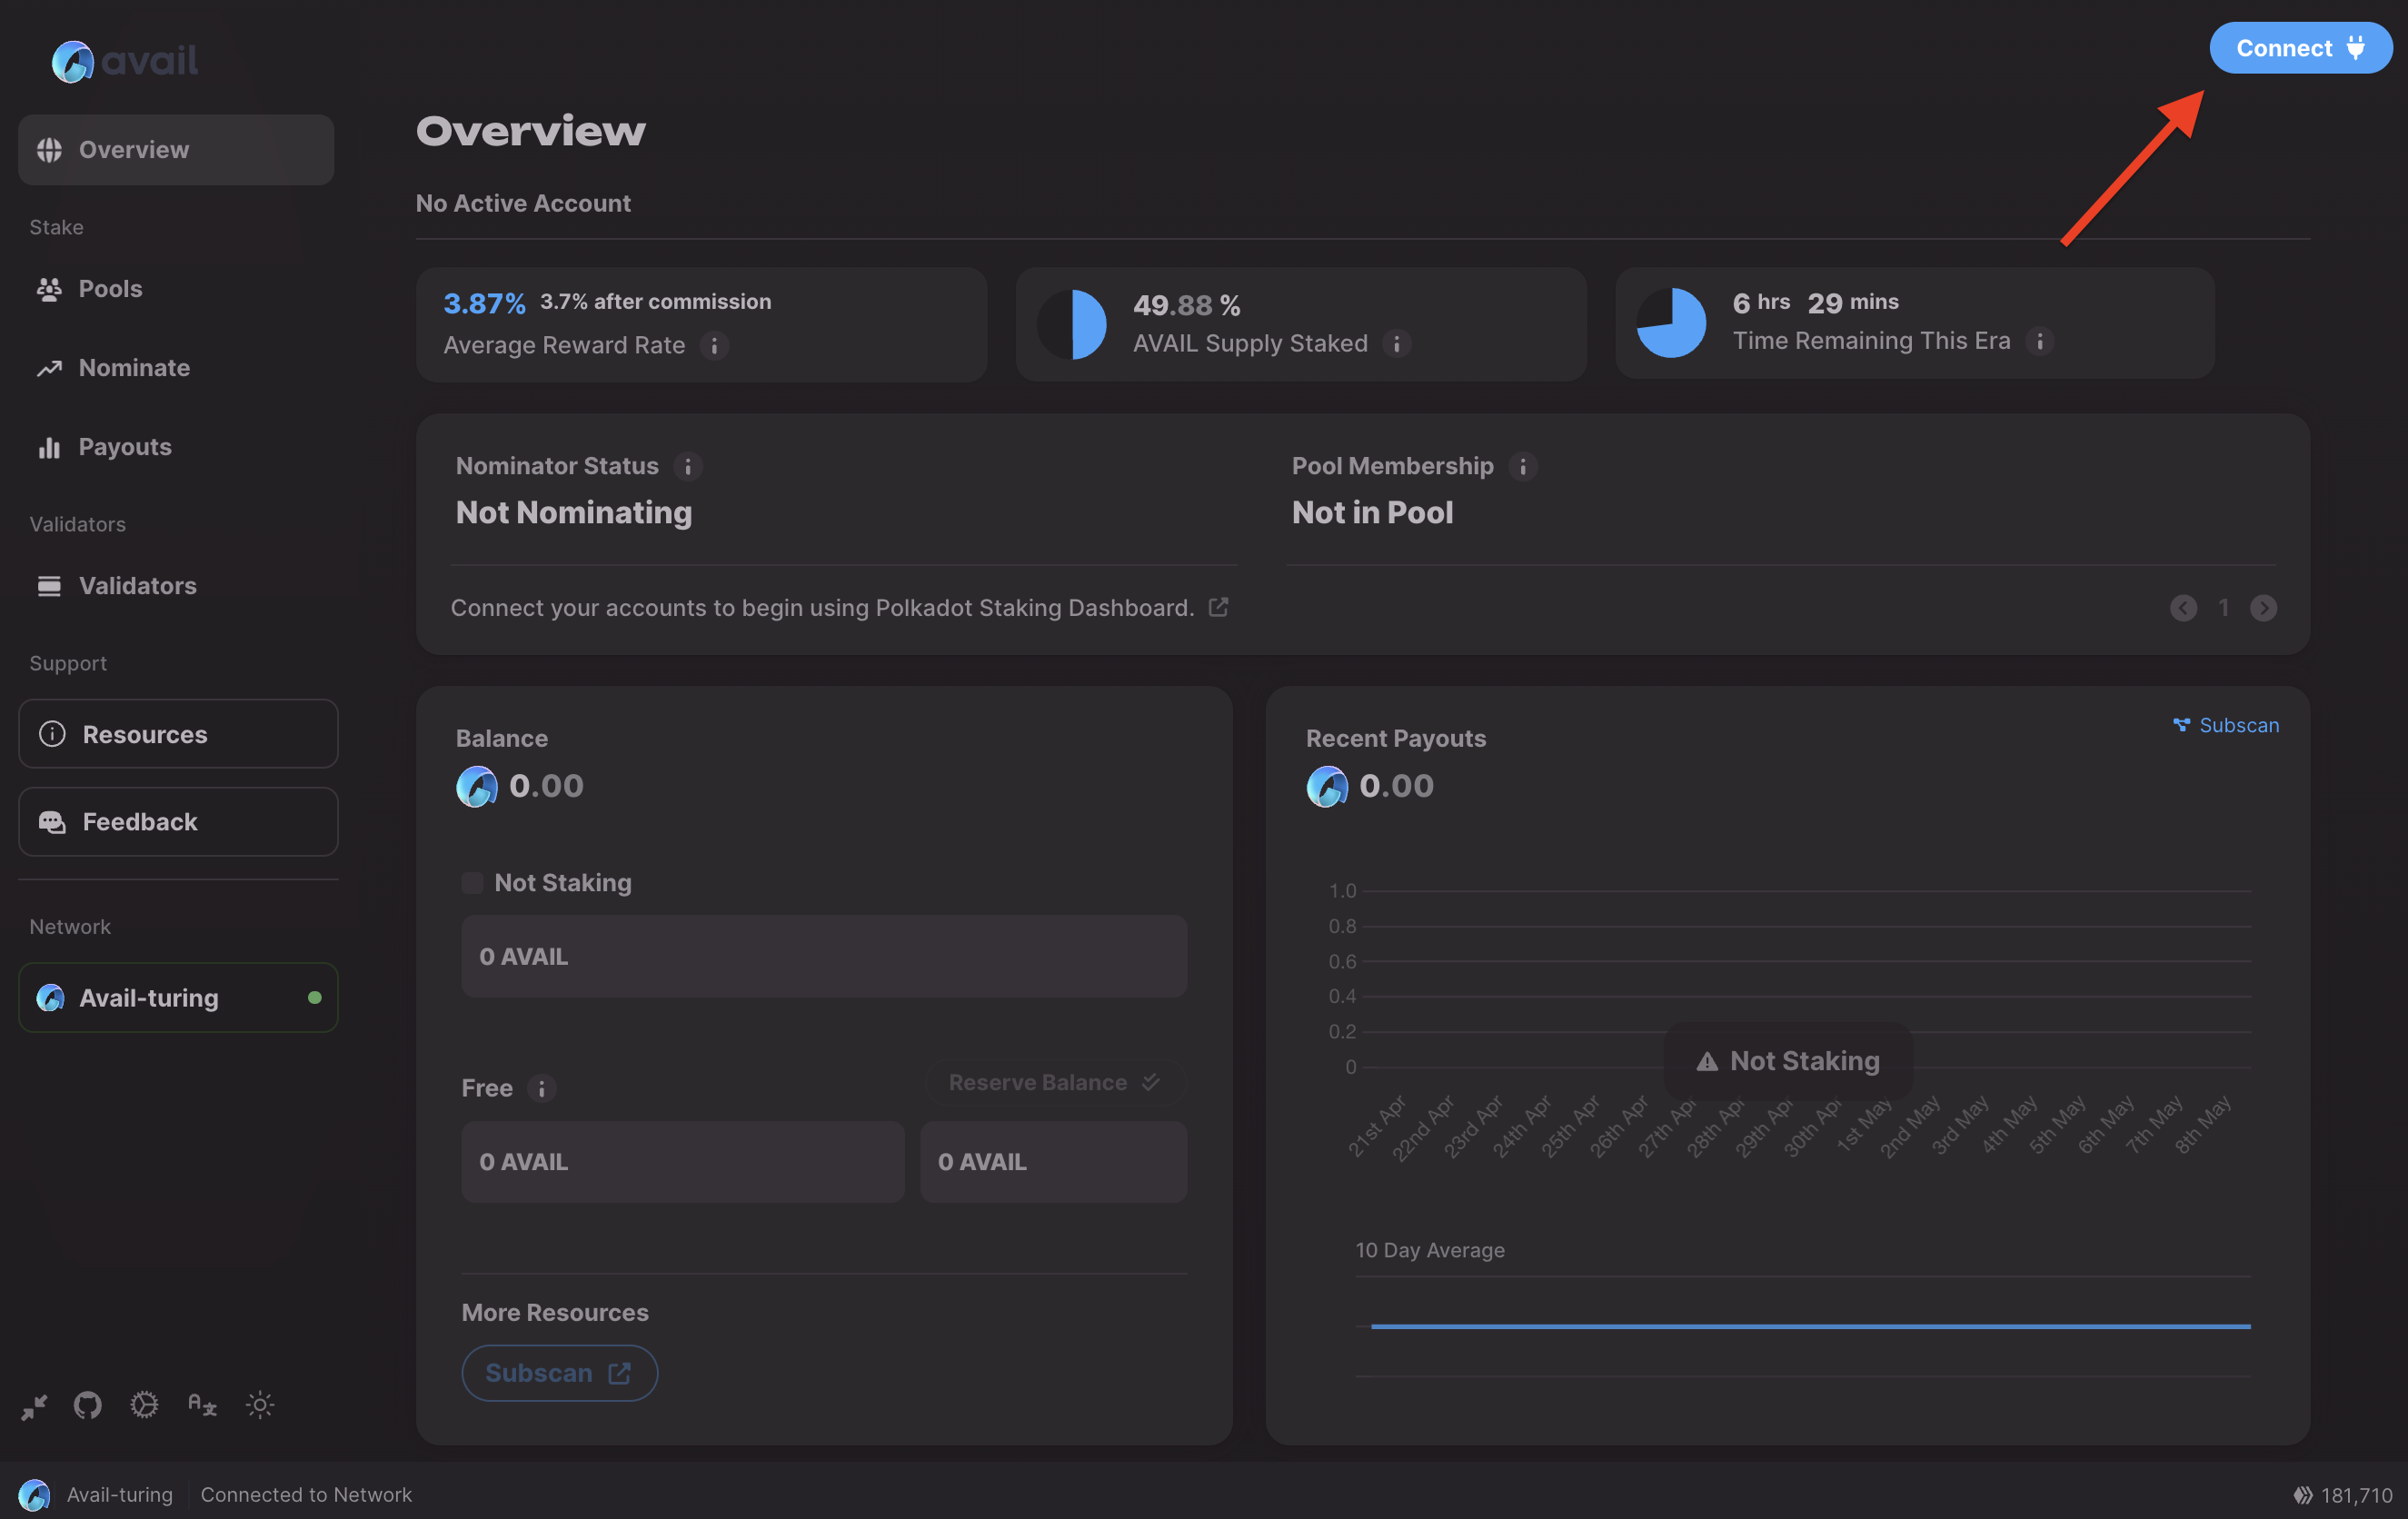 avail
Connect
Overview
Overview
No Active Account
Stake
Pools
Nominate
Payouts
Validators
Validators
Support
Resources
Feedback
Network
Avail-turing
3.87% 3.7% after commission
Average Reward Rate
49.88 %
AVAIL Supply Staked
6 hrs 29 mins
Time Remaining This Era
Nominator Status
Not Nominating
Pool Membership
Not in Pool
Connect your accounts to begin using Polkadot Staking Dashboard.
1
Balance
0.00
Not Staking
0 AVAIL
Free
Reserve Balance
0 AVAIL
0 AVAIL
More Resources
Subscan
Recent Payouts
Subscan
0.00
1.0
0.8
0.6
0.4
0.2
0
Not Staking
21st Apr
22nd Apr
23rd Apr
24th Apr
25th Apr
26th Apr
27th Apr
28th Apr
29th Apr
30th Apr
1st May
2nd May
3rd May
4th May
5th May
6th May
7th May
8th May
10 Day Average
Avail-turing
Connected to Network
181,710